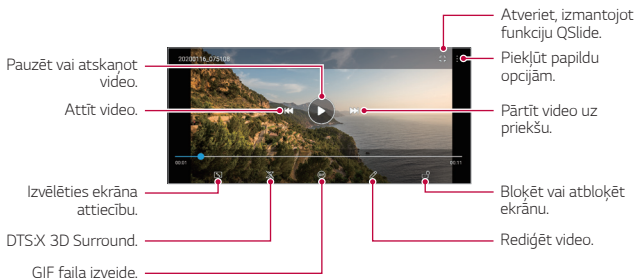 Atveriet, izmantojot
funkciju QSlide.
20200116_075108
Piekļūt papildu
opcijām.
Pauzēt vai atskaņot
video.
Attīt video.
Pārtīt video uz
priekšu.
00:01
00:11
Izvēlēties ekrāna
attiecību.
Bloķēt vai atbloķēt
ekrānu.
DTS:X 3D Surround.
Rediģēt video.
GIF faila izveide.